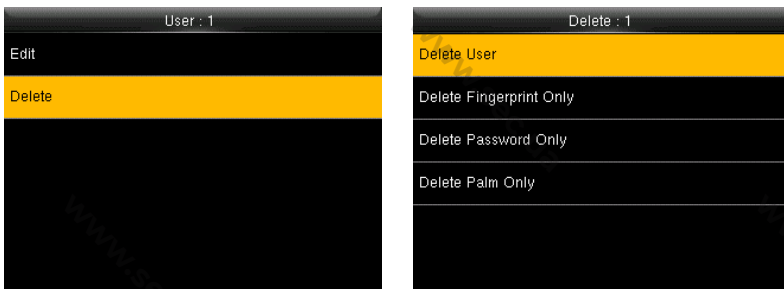 User : 1
Edit
Delete
Delete : 1
Delete User
Delete Fingerprint Only
Delete Password Only
Delete Palm Only